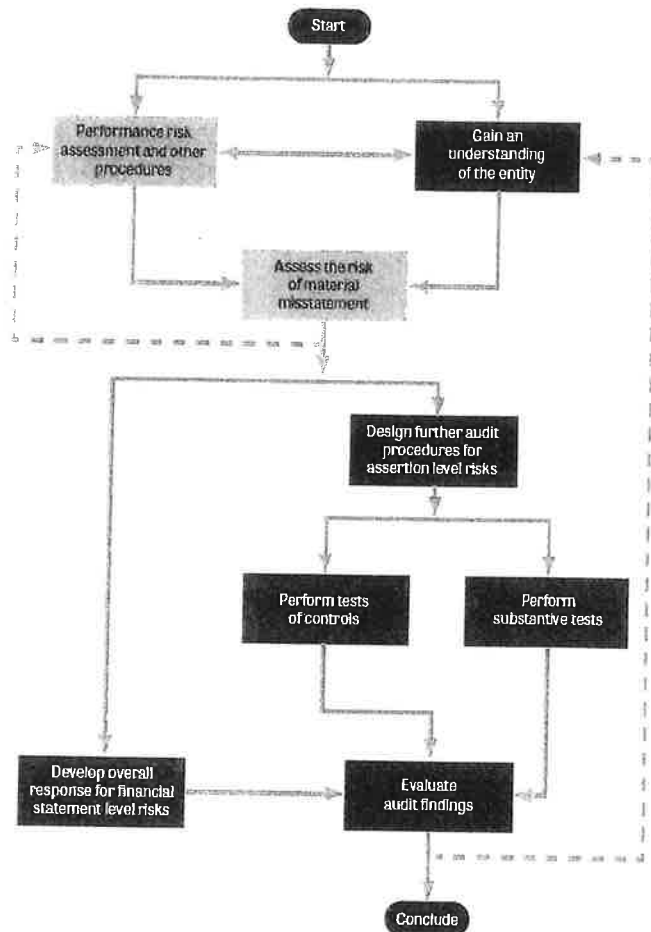 Start
Performance risk
assessment and other
procedures
Gain an
understanding
of the entity
Assess the risk
of material
misstatement
Design further audit
procedures for
assertion level risks
Perform tests
of controls
Perform
substantive tests
Develop overall
response for financial
statement level risks
Evaluate
audit findings
Conclude